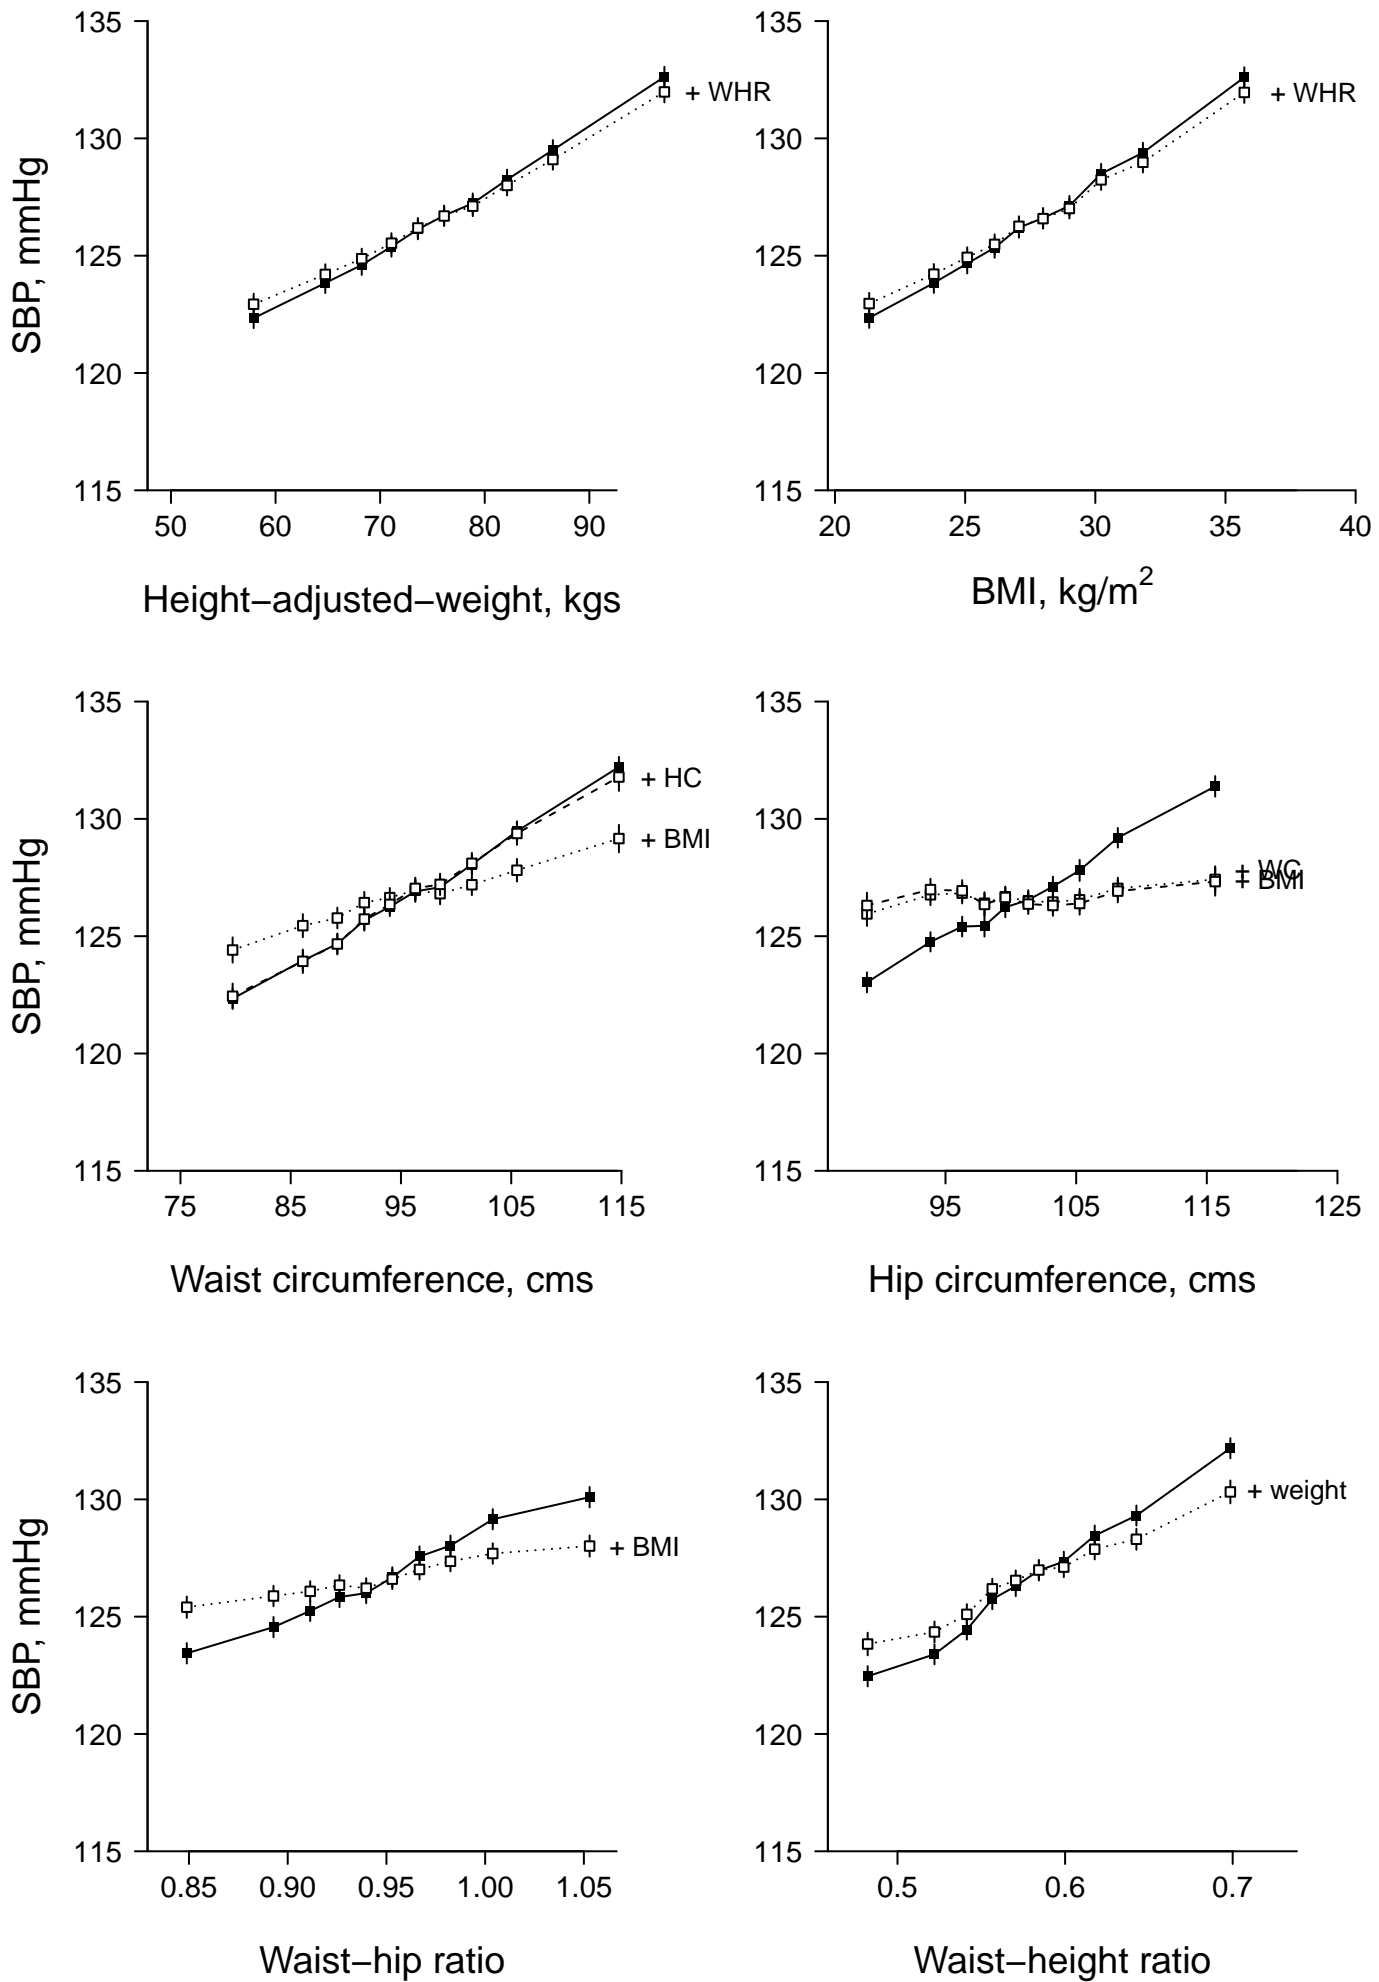 135
130
125
120
115
SBP, mmHg
+ WHR
50 60 70 80 90
Height−adjusted−weight, kgs
135
130
125
120
115
+ WHR
20 25 30 35 40
BMI, kg/m²
135
130
125
120
115
SBP, mmHg
+ HC
+ BMI
75 85 95 105 115
Waist circumference, cms
135
130
125
120
115
+ WC
+ BMI
95 105 115 125
Hip circumference, cms
135
130
125
120
115
SBP, mmHg
+ BMI
0.85 0.90 0.95 1.00 1.05
Waist−hip ratio
135
130
125
120
115
+ weight
0.5 0.6 0.7
Waist−height ratio